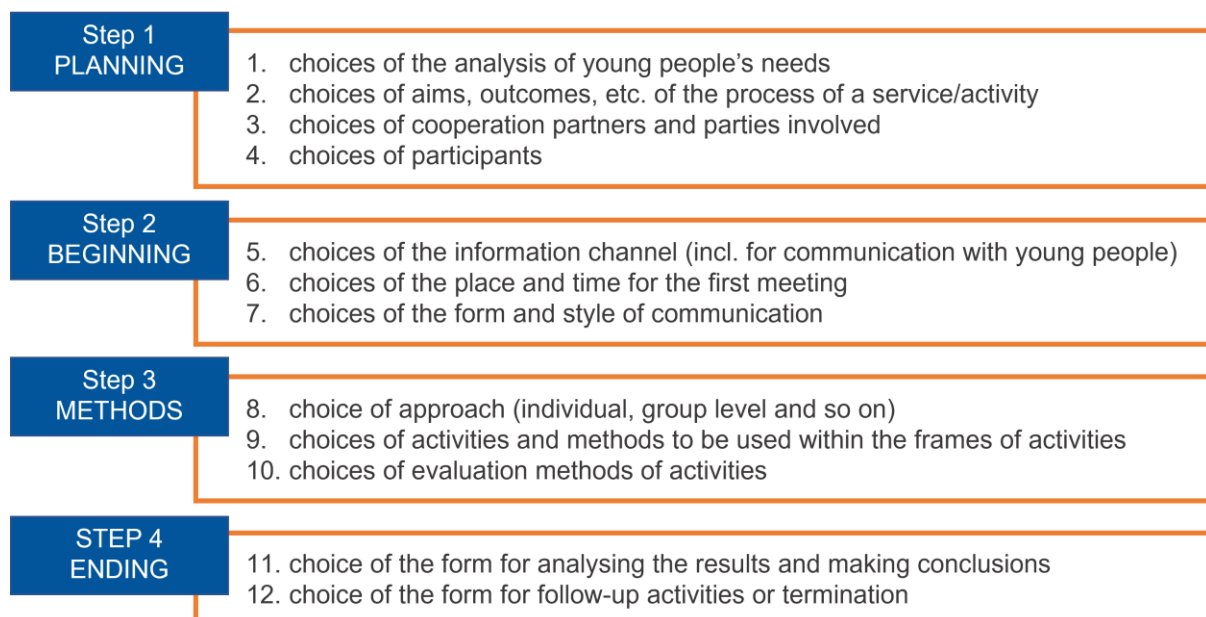 Step 1
PLANNING
1. choices of the analysis of young people's needs
2. choices of aims, outcomes, etc. of the process of a service/activity
3. choices of cooperation partners and parties involved
4. choices of participants
Step 2
BEGINNING
5. choices of the information channel (incl. for communication with young people)
6. choices of the place and time for the first meeting
7. choices of the form and style of communication
Step 3
METHODS
8. choice of approach (individual, group level and so on)
9. choices of activities and methods to be used within the frames of activities
10. choices of evaluation methods of activities
STEP 4
ENDING
11. choice of the form for analysing the results and making conclusions
12. choice of the form for follow-up activities or termination